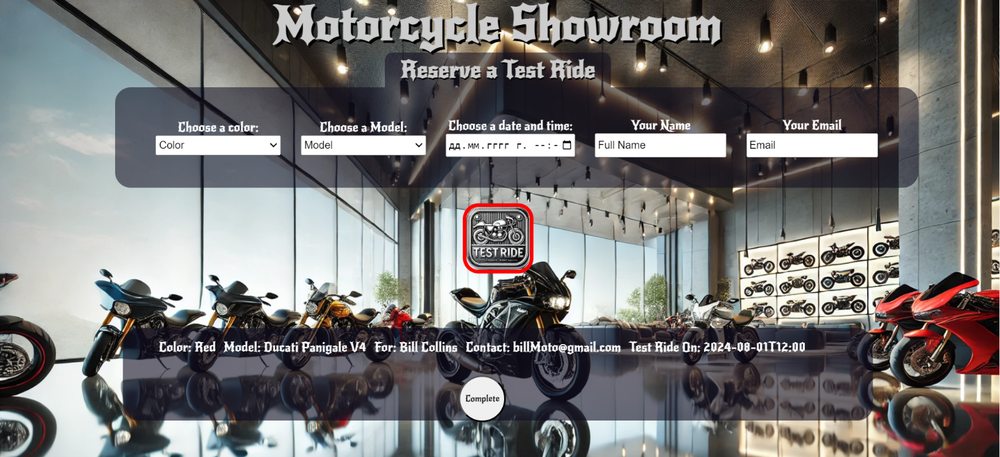 Motorcycle Showroom
Reserve a Test Ride
Choose a color: Choose a Model: Choose a date and time: Your Name Your Email
Color Model дд.мм.гггг г. --:- Full Name Email
TEST RIDE
Color: Red Model: Ducati Panigale V4 For: Bill Collins Contact: billMoto@gmail.com Test Ride On: 2024-08-01T12:00
Complete